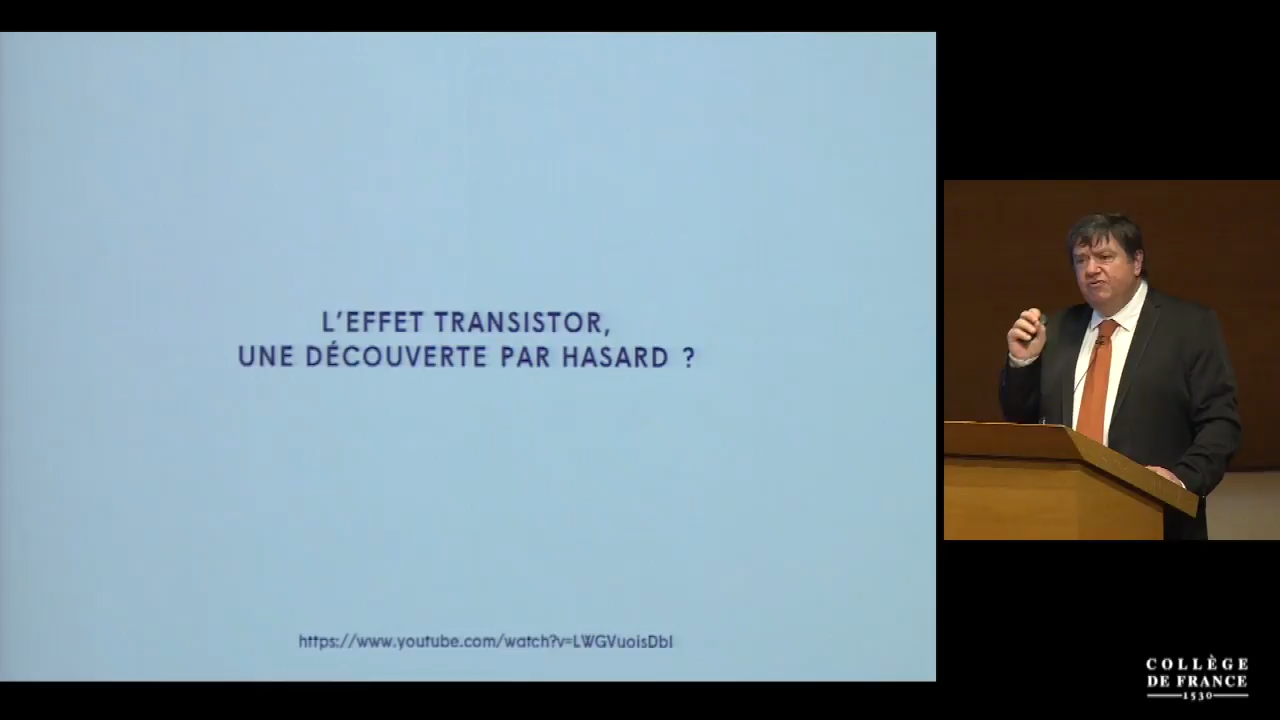 L'EFFET TRANSISTOR,
UNE DÉCOUVERTE PAR HASARD ?
https://www.youtube.com/watch?v=LWGVuoisDbI
COLLÈGE
DE FRANCE
1530